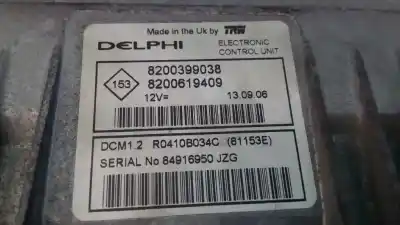 Made in the Uk by TRW
DELPHI ELECTRONIC
CONTROL UNIT
153
8200399038
8200619409
12V= 13.09.06
DCM1.2 R0410B034C (61153E)
SERIAL No 84916950 JZG